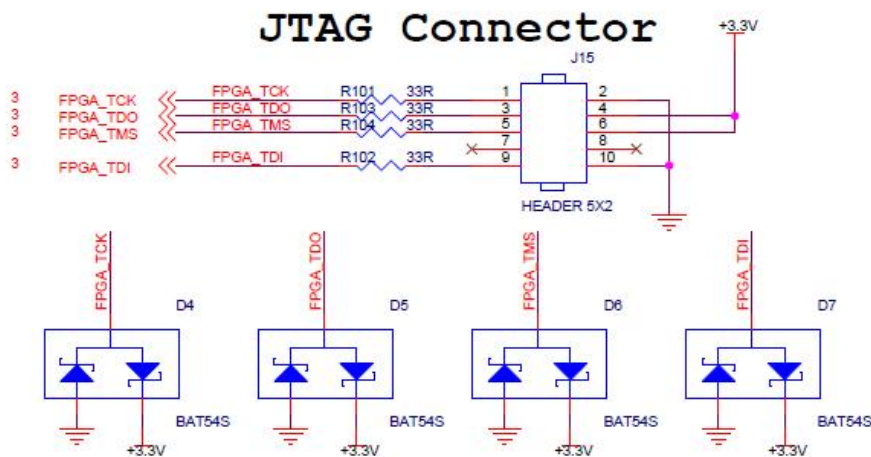 JTAG Connector
+3.3V
J15
3 FPGA_TCK FPGA_TCK R101 33R 1 2
3 FPGA_TDO FPGA_TDO R103 33R 3 4
3 FPGA_TMS FPGA_TMS R104 33R 5 6
7 8
3 FPGA_TDI FPGA_TDI R102 33R 9 10
HEADER 5X2
FPGA_TCK FPGA_TDO FPGA_TMS FPGA_TDI
D4 D5 D6 D7
BAT54S BAT54S BAT54S BAT54S
+3.3V +3.3V +3.3V +3.3V